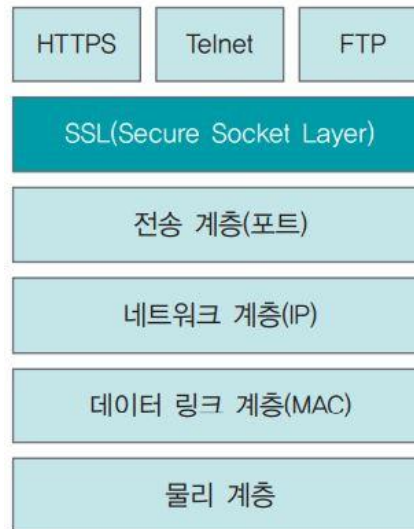 HTTPS Telnet FTP
SSL(Secure Socket Layer)
전송 계층(포트)
네트워크 계층(IP)
데이터 링크 계층(MAC)
물리 계층